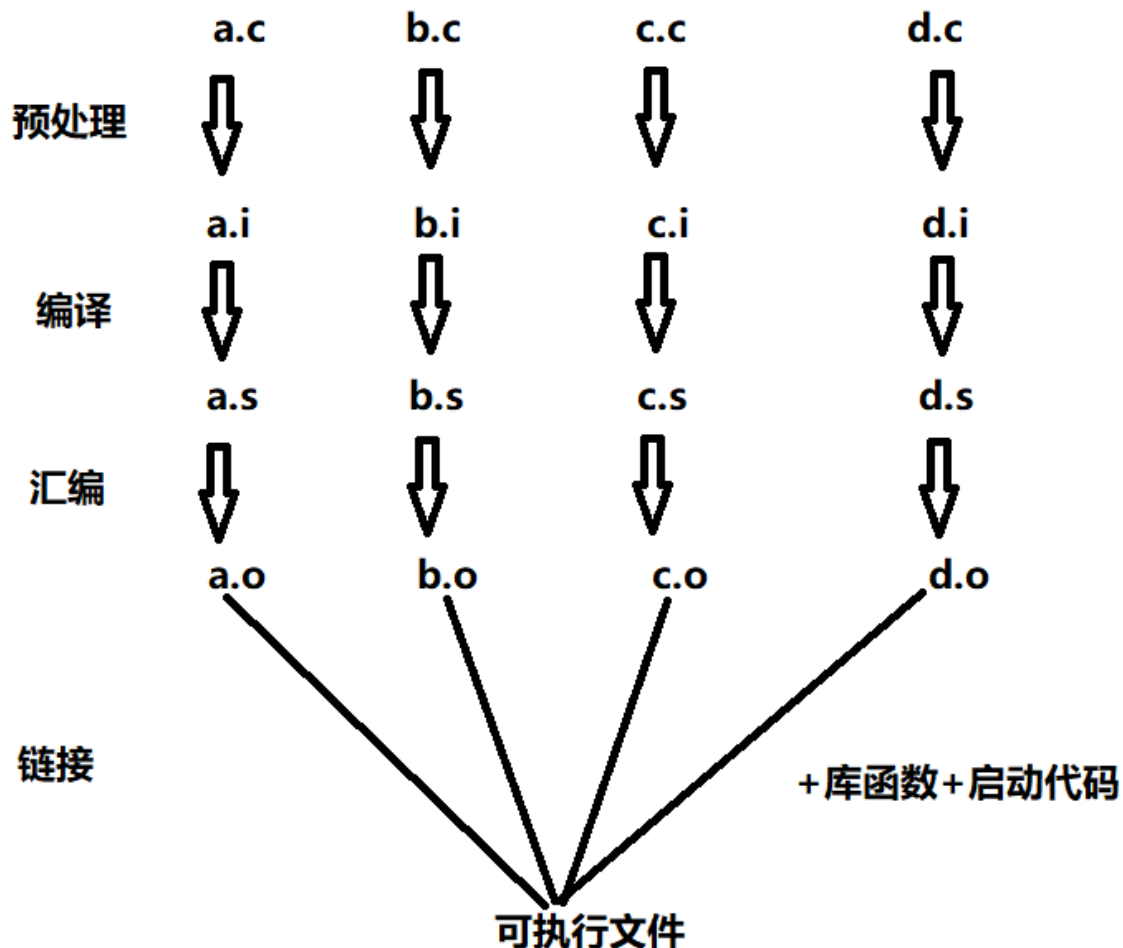 a.c b.c c.c d.c
预处理
a.i b.i c.i d.i
编译
a.s b.s c.s d.s
汇编
a.o b.o c.o d.o
链接
+库函数+启动代码
可执行文件